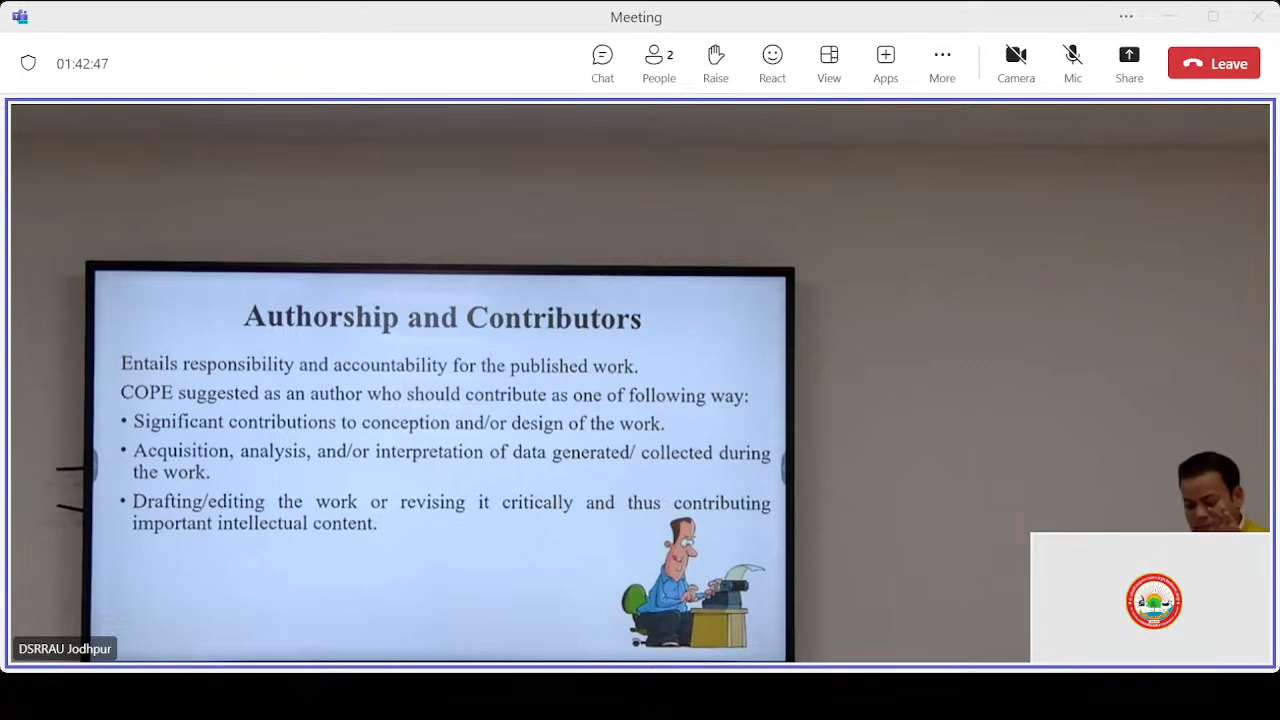 Meeting
01:42:47
Chat
People
2
Raise
React
View
Apps
More
Camera
Mic
Share
Leave
Authorship and Contributors
Entails responsibility and accountability for the published work.
COPE suggested as an author who should contribute as one of following way:
• Significant contributions to conception and/or design of the work.
• Acquisition, analysis, and/or interpretation of data generated/ collected during
the work.
• Drafting/editing the work or revising it critically and thus contributing
important intellectual content.
DSRRAU Jodhpur